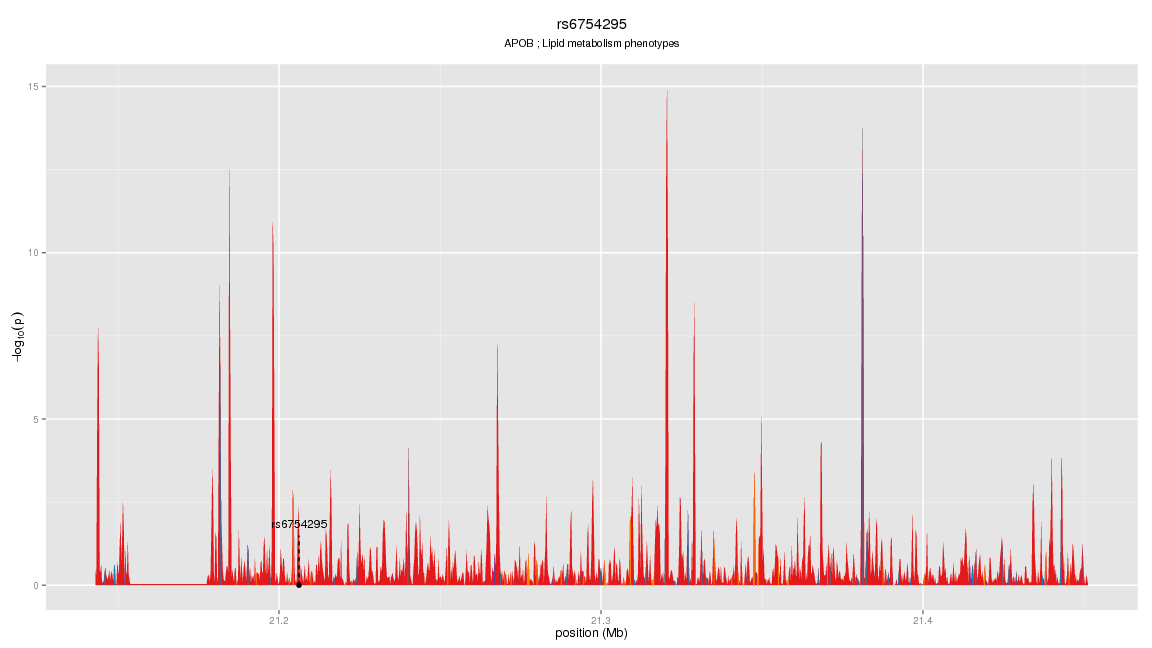 rs6754295
APOB ; Lipid metabolism phenotypes
15
10
5
0
−log10(p)
rs6754295
21.2
21.3
21.4
position (Mb)